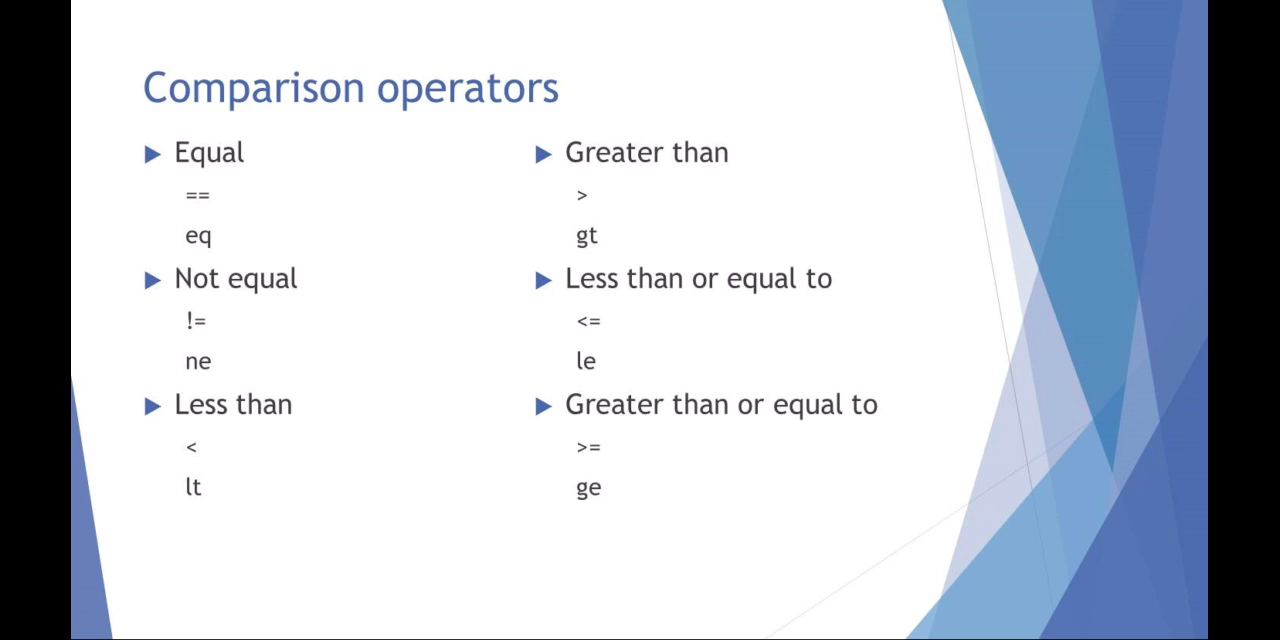 Comparison operators
Equal
==
eq
Not equal
!=
ne
Less than
<
lt
Greater than
>
gt
Less than or equal to
<=
le
Greater than or equal to
>=
ge